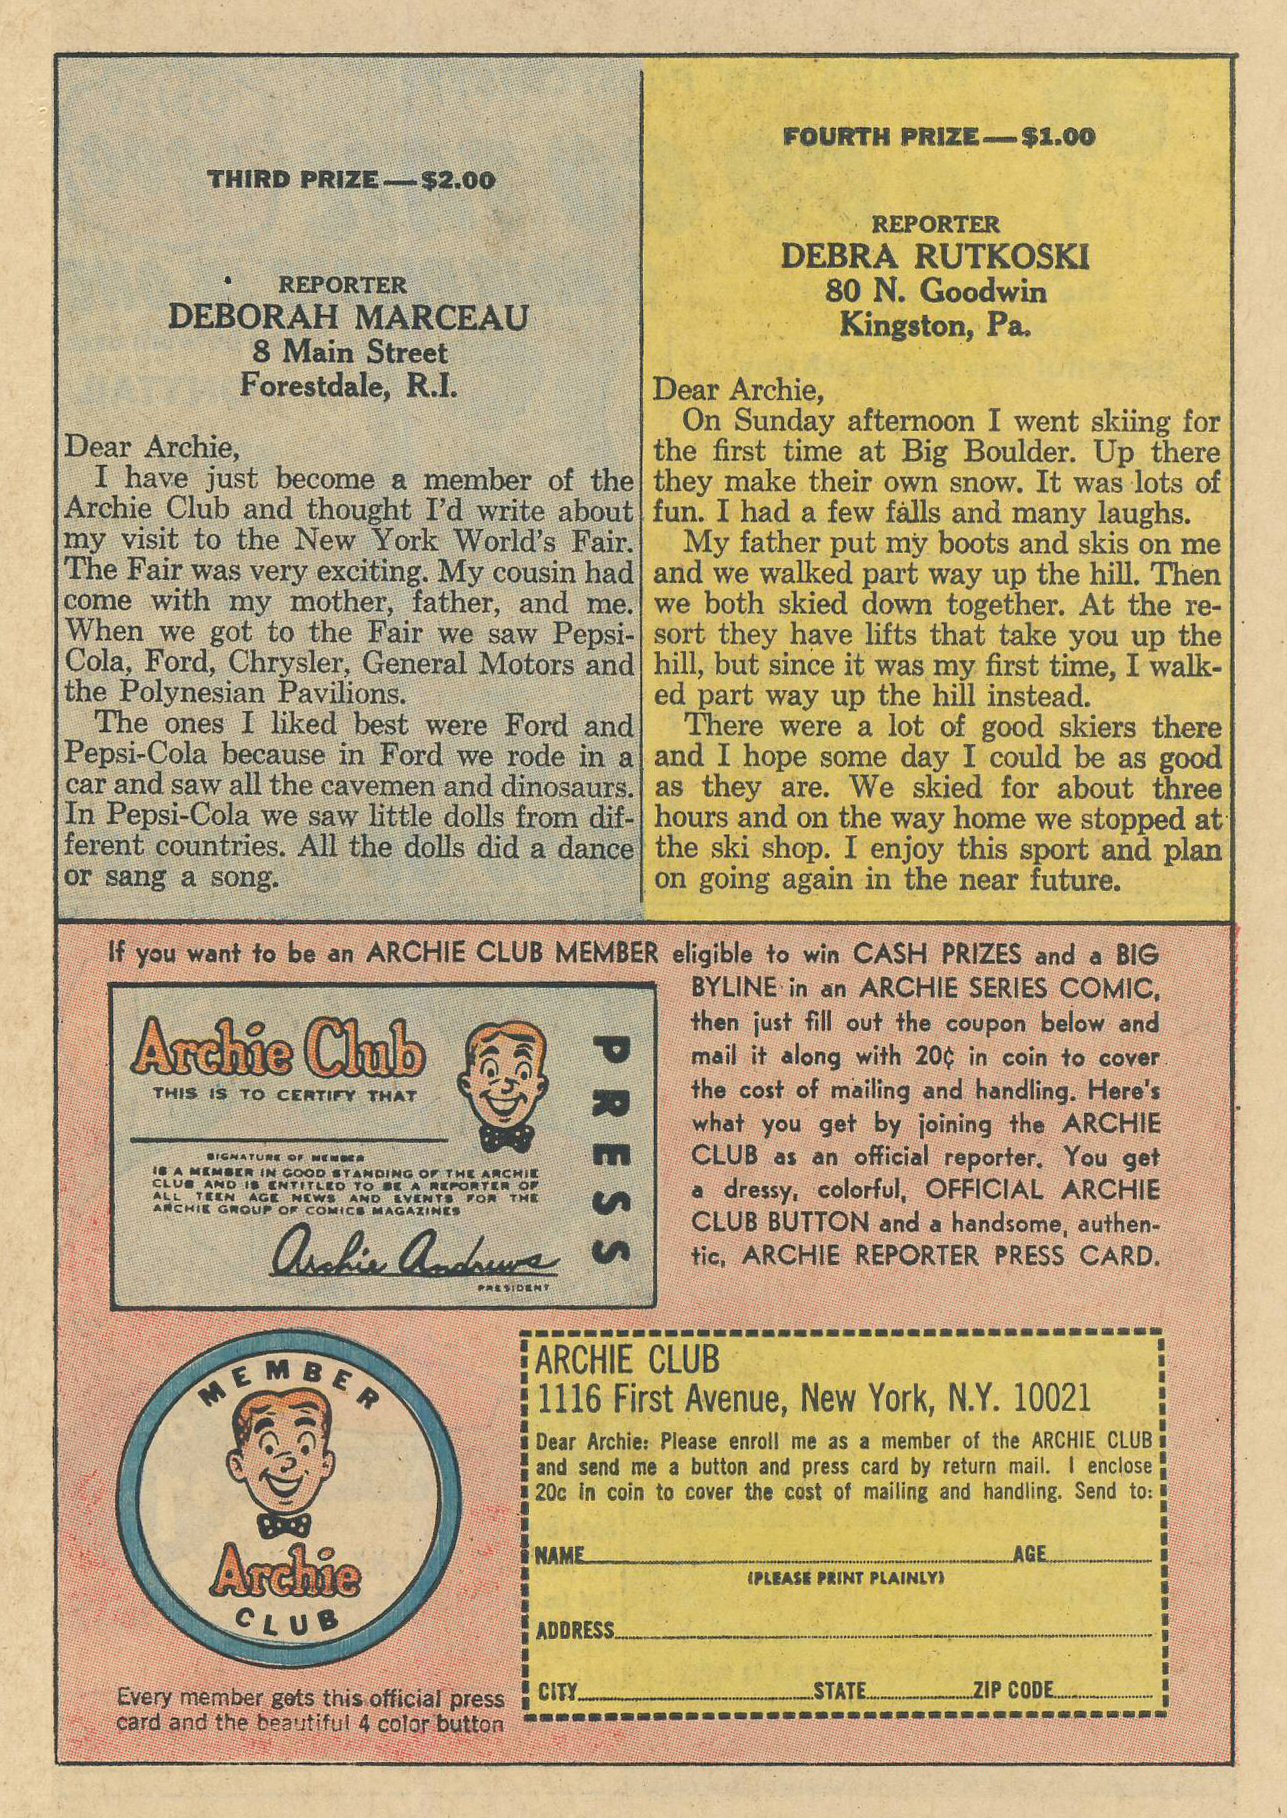 THIRD PRIZE—$2.00
REPORTER
DEBORAH MARCEAU
8 Main Street
Forestdale, R.I.
Dear Archie,
I have just become a member of the
Archie Club and thought I'd write about
my visit to the New York World's Fair.
The Fair was very exciting. My cousin had
come with my mother, father, and me.
When we got to the Fair we saw Pepsi-
Cola, Ford, Chrysler, General Motors and
the Polynesian Pavilions.
The ones I liked best were Ford and
Pepsi-Cola because in Ford we rode in a
car and saw all the cavemen and dinosaurs.
In Pepsi-Cola we saw little dolls from dif-
ferent countries. All the dolls did a dance
or sang a song.
FOURTH PRIZE—$1.00
REPORTER
DEBRA RUTKOSKI
80 N. Goodwin
Kingston, Pa.
Dear Archie,
On Sunday afternoon I went skiing for
the first time at Big Boulder. Up there
they make their own snow. It was lots of
fun. I had a few falls and many laughs.
My father put my boots and skis on me
and we walked part way up the hill. Then
we both skied down together. At the re-
sort they have lifts that take you up the
hill, but since it was my first time, I walk-
ed part way up the hill instead.
There were a lot of good skiers there
and I hope some day I could be as good
as they are. We skied for about three
hours and on the way home we stopped at
the ski shop. I enjoy this sport and plan
on going again in the near future.
If you want to be an ARCHIE CLUB MEMBER eligible to win CASH PRIZES and a BIG
BYLINE in an ARCHIE SERIES COMIC,
then just fill out the coupon below and
mail it along with 20¢ in coin to cover
the cost of mailing and handling. Here's
what you get by joining the ARCHIE
CLUB as an official reporter. You get
a dressy, colorful, OFFICIAL ARCHIE
CLUB BUTTON and a handsome, authen-
tic, ARCHIE REPORTER PRESS CARD.
Archie Club
THIS IS TO CERTIFY THAT
SIGNATURE OF MEMBER
IS A MEMBER IN GOOD STANDING OF THE ARCHIE
CLUB AND IS ENTITLED TO BE A REPORTER OF
ALL TEEN AGE NEWS AND EVENTS FOR THE
ARCHIE GROUP OF COMICS MAGAZINES
Archie Andrews
PRESIDENT
PRESS
MEMBER
Archie
CLUB
Every member gets this official press
card and the beautiful 4 color button
ARCHIE CLUB
1116 First Avenue, New York, N.Y. 10021
Dear Archie: Please enroll me as a member of the ARCHIE CLUB
and send me a button and press card by return mail. I enclose
20c in coin to cover the cost of mailing and handling. Send to:
NAME AGE
(PLEASE PRINT PLAINLY)
ADDRESS
CITY STATE ZIP CODE